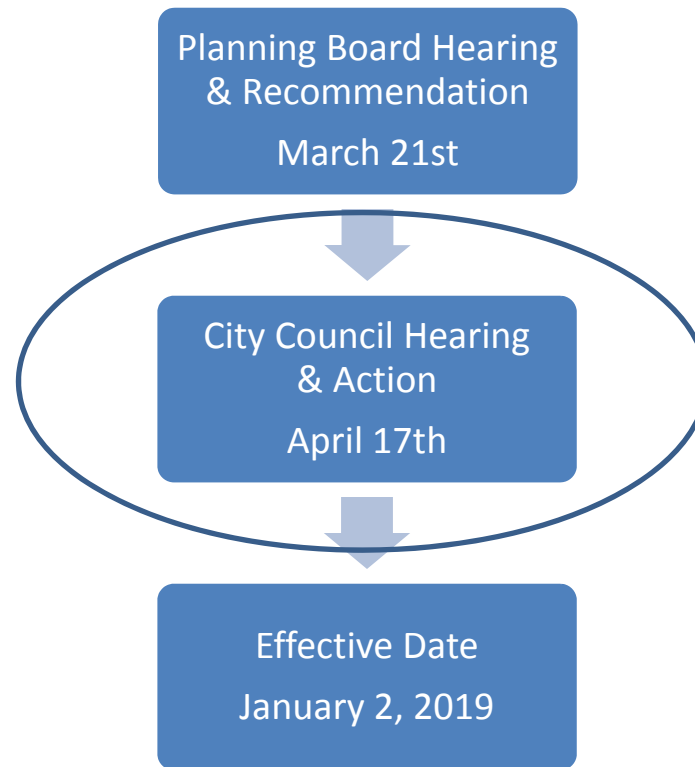 Planning Board Hearing
& Recommendation
March 21st
City Council Hearing
& Action
April 17th
Effective Date
January 2, 2019